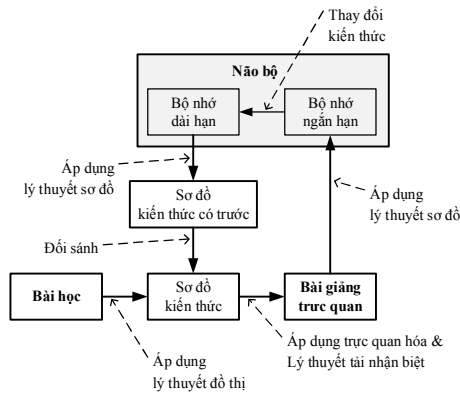 Thay đổi
kiến thức
Não bộ
Bộ nhớ
dài hạn
Bộ nhớ
ngắn hạn
Áp dụng
lý thuyết sơ đồ
Áp dụng
lý thuyết sơ đồ
Sơ đồ
kiến thức có trước
Đối sánh
Bài học
Sơ đồ
kiến thức
Bài giảng
trực quan
Áp dụng trực quan hóa &
Lý thuyết tải nhận biệt
Áp dụng
lý thuyết đồ thị